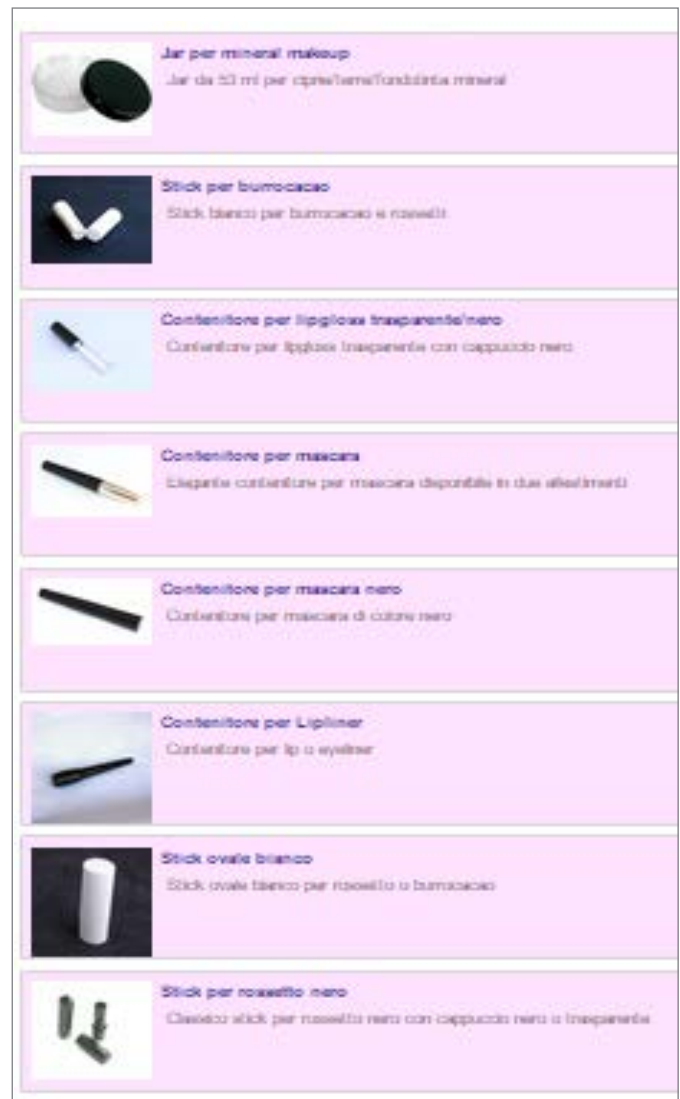 Jar per mineral makeup
Jar da 50 ml per ciprie/terre/fondotinta mineral
Stick per burrocacao
Stick bianco per burrocacao e rossetti
Contenitore per lipgloss trasparente/nero
Contenitore per lipgloss trasparente con cappuccio nero
Contenitore per mascara
Elegante contenitore per mascara disponibile in due allestimenti
Contenitore per mascara nero
Contenitore per mascara di colore nero
Contenitore per Lipliner
Contenitore per lip o eyeliner
Stick ovale bianco
Stick ovale bianco per rossetto o burrocacao
Stick per rossetto nero
Classico stick per rossetto nero con cappuccio nero o trasparente